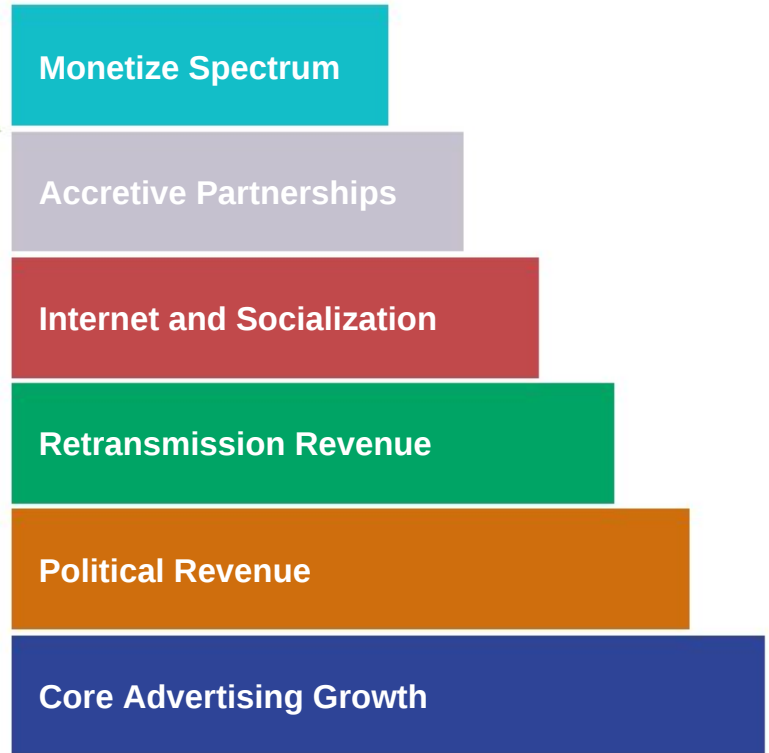 Monetize Spectrum
Accretive Partnerships
Internet and Socialization
Retransmission Revenue
Political Revenue
Core Advertising Growth